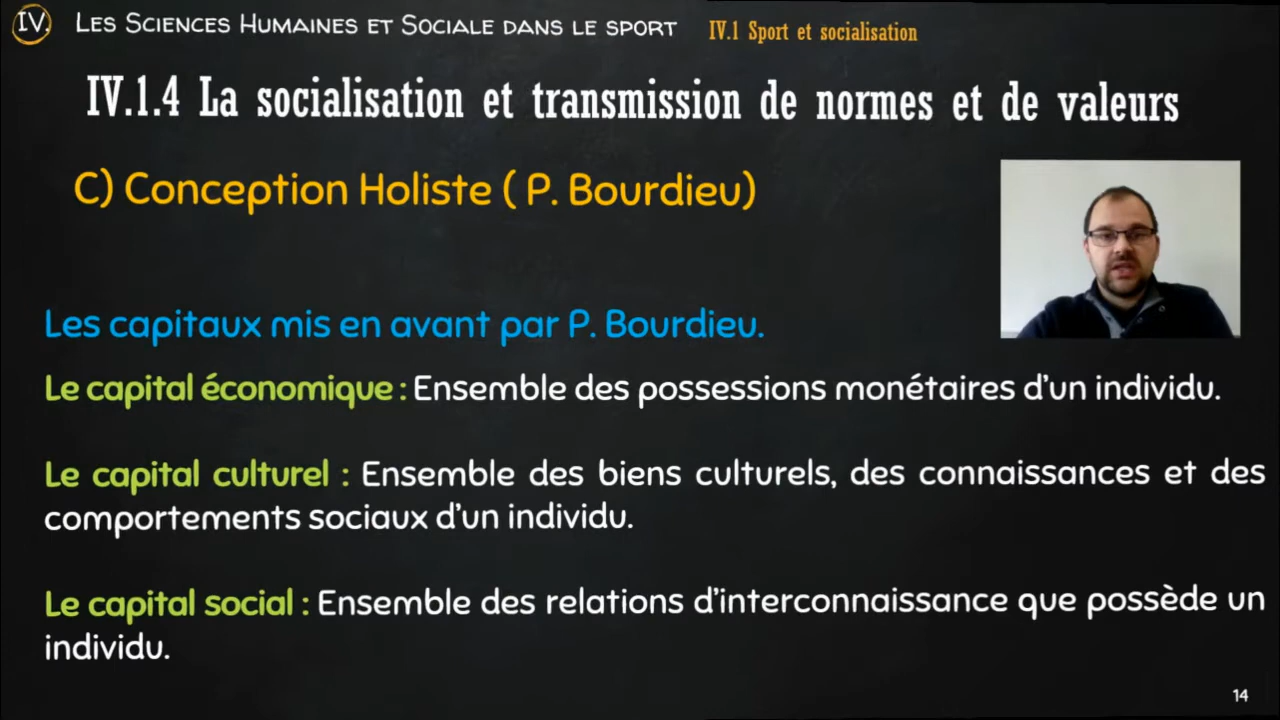 IV. Les Sciences Humaines et Sociale dans le sport IV.1 Sport et socialisation
IV.1.4 La socialisation et transmission de normes et de valeurs
C) Conception Holiste ( P. Bourdieu)
Les capitaux mis en avant par P. Bourdieu.
Le capital économique : Ensemble des possessions monétaires d'un individu.
Le capital culturel : Ensemble des biens culturels, des connaissances et des
comportements sociaux d'un individu.
Le capital social : Ensemble des relations d'interconnaissance que possède un
individu.
14